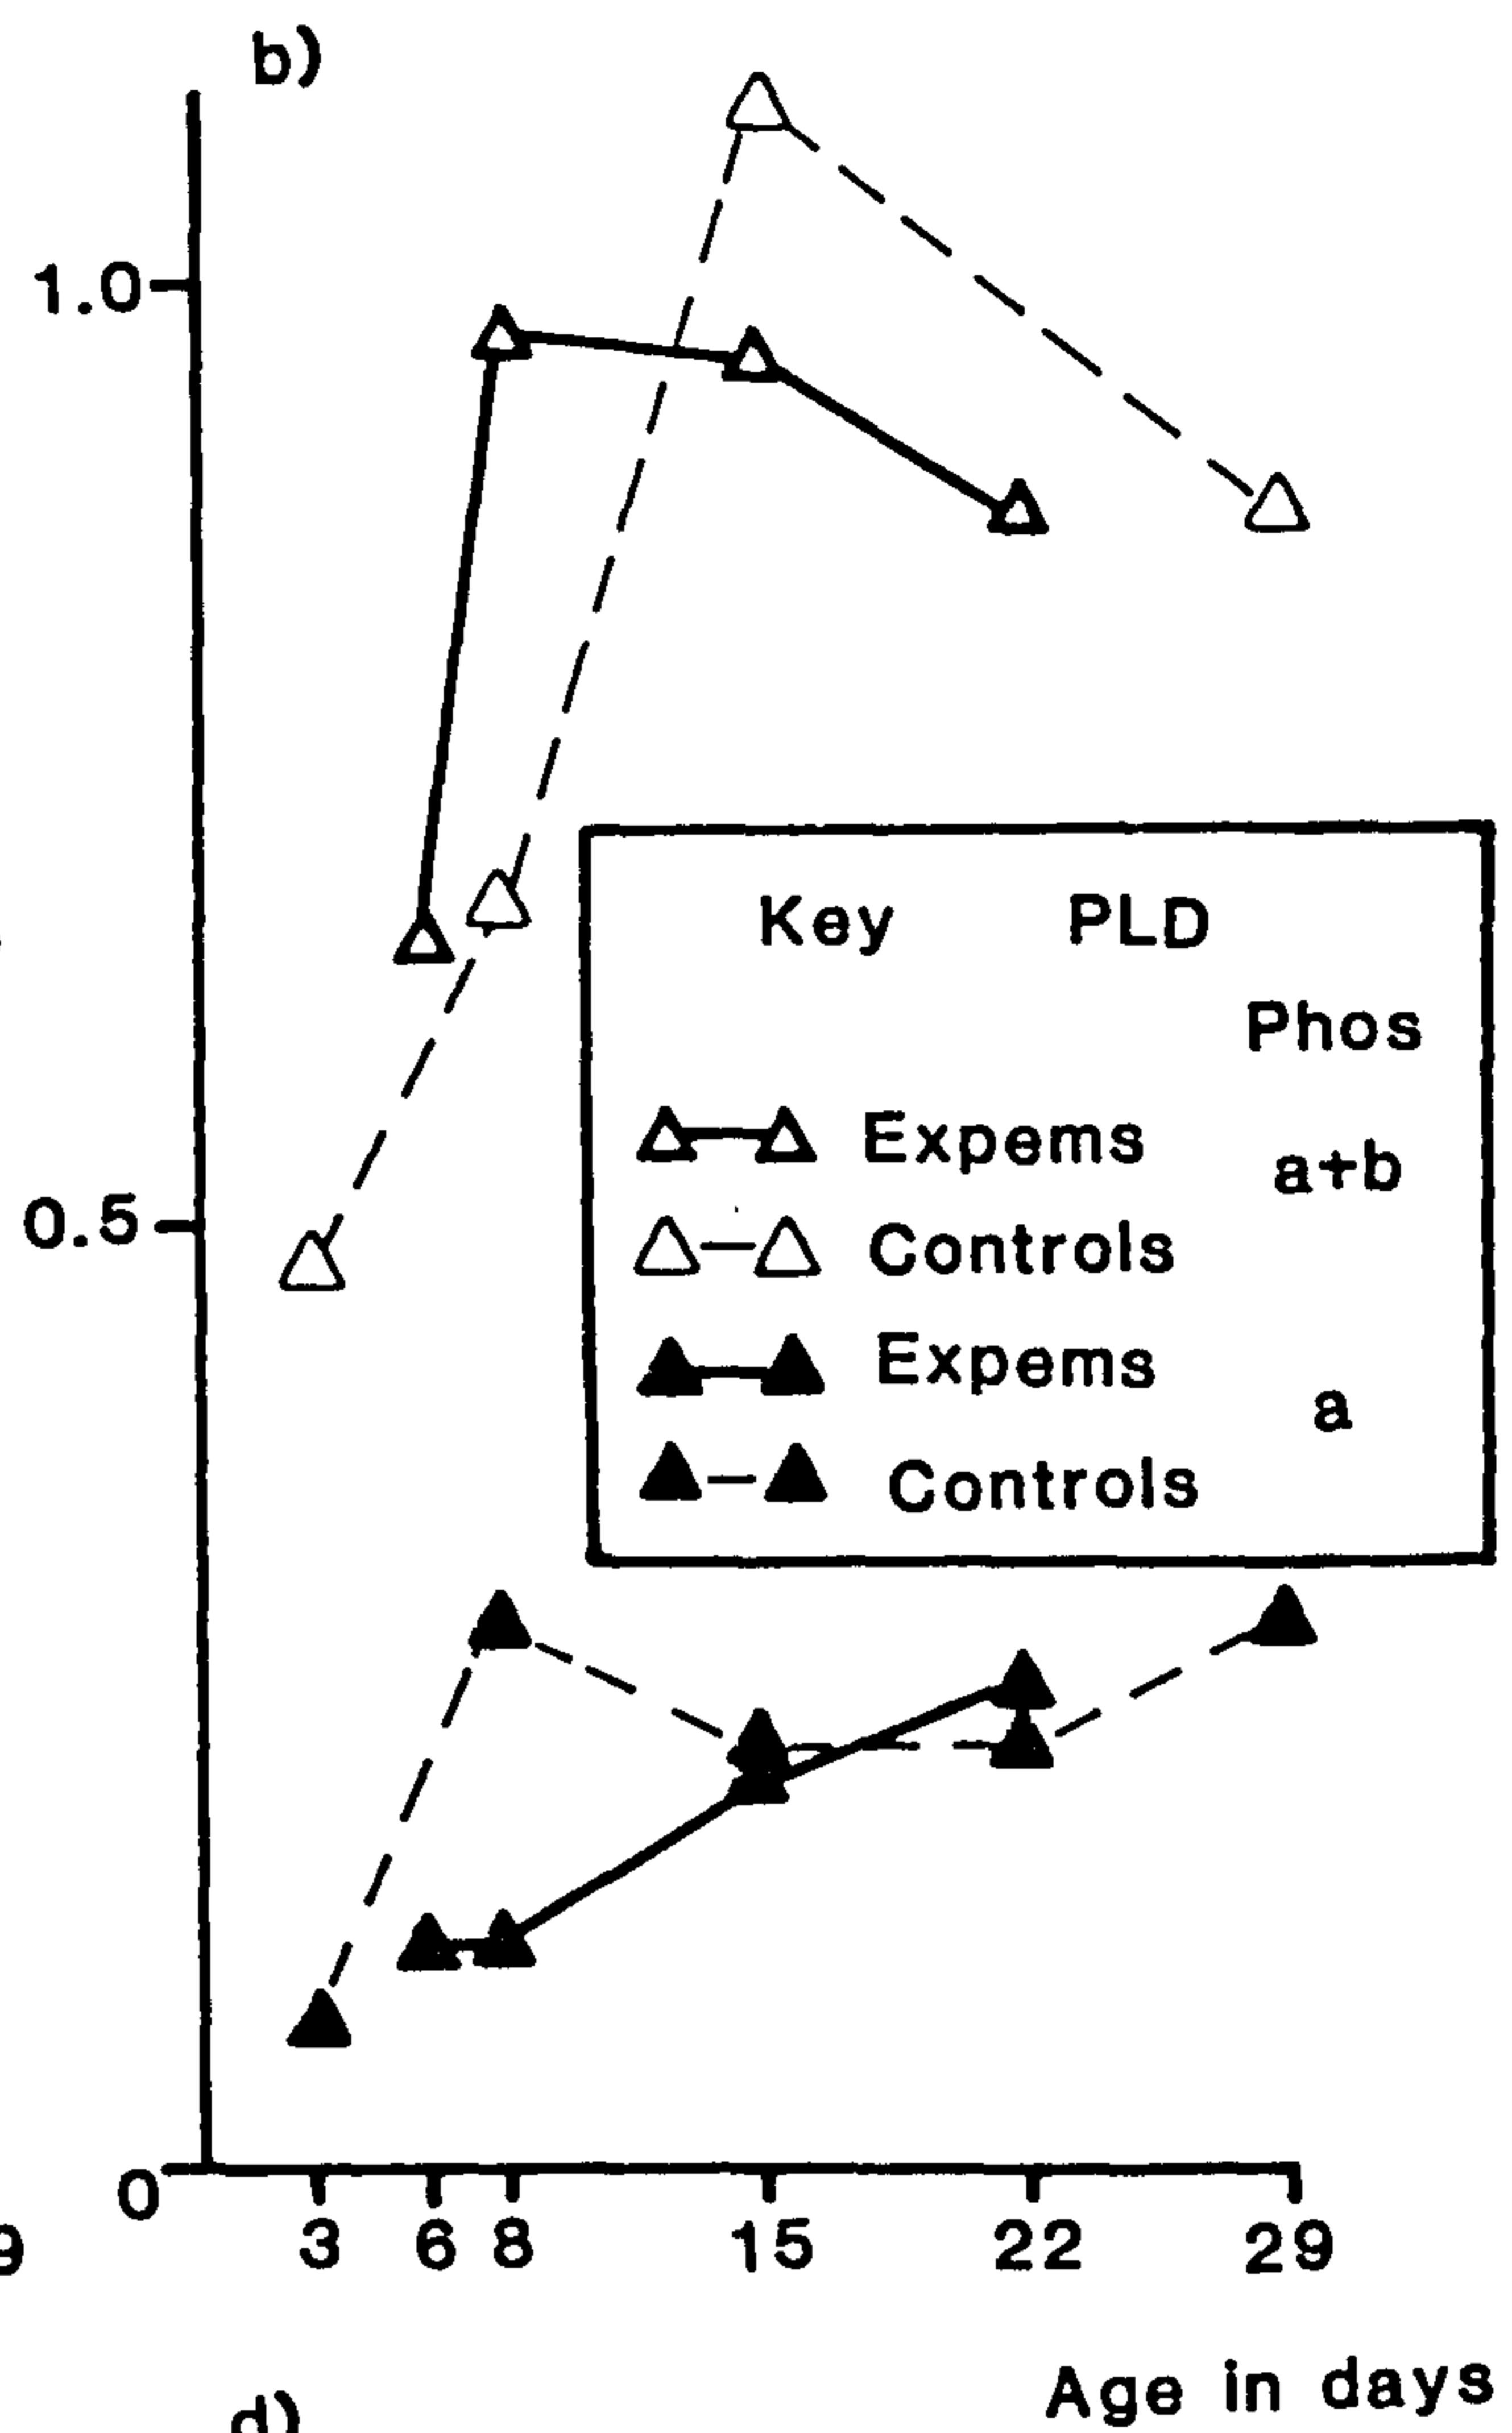 b)
1.0
0.5
0
Key PLD
Phos
Expems
a+b
Controls
Expems
a
Controls
3 6 8 15 22 29
Age in days
d)